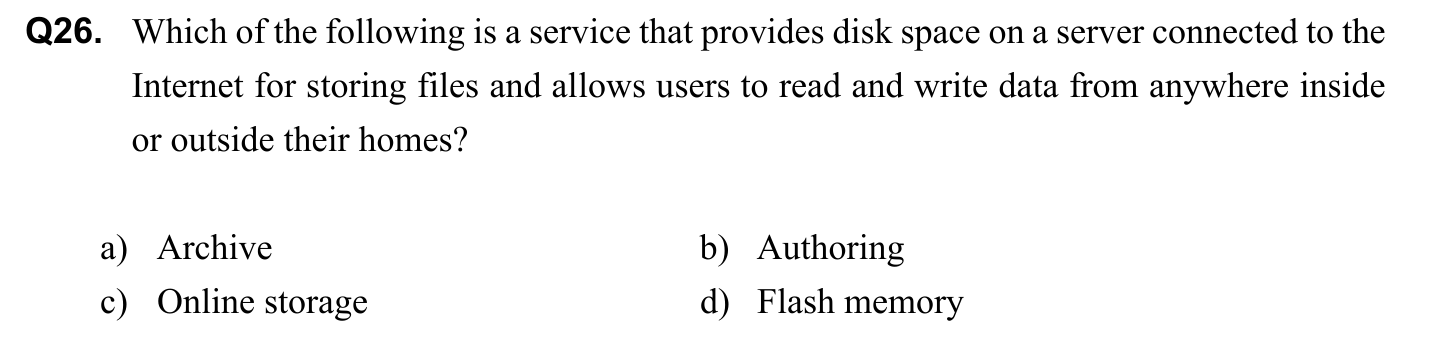 Q26. Which of the following is a service that provides disk space on a server connected to the
Internet for storing files and allows users to read and write data from anywhere inside
or outside their homes?
a) Archive b) Authoring
c) Online storage d) Flash memory